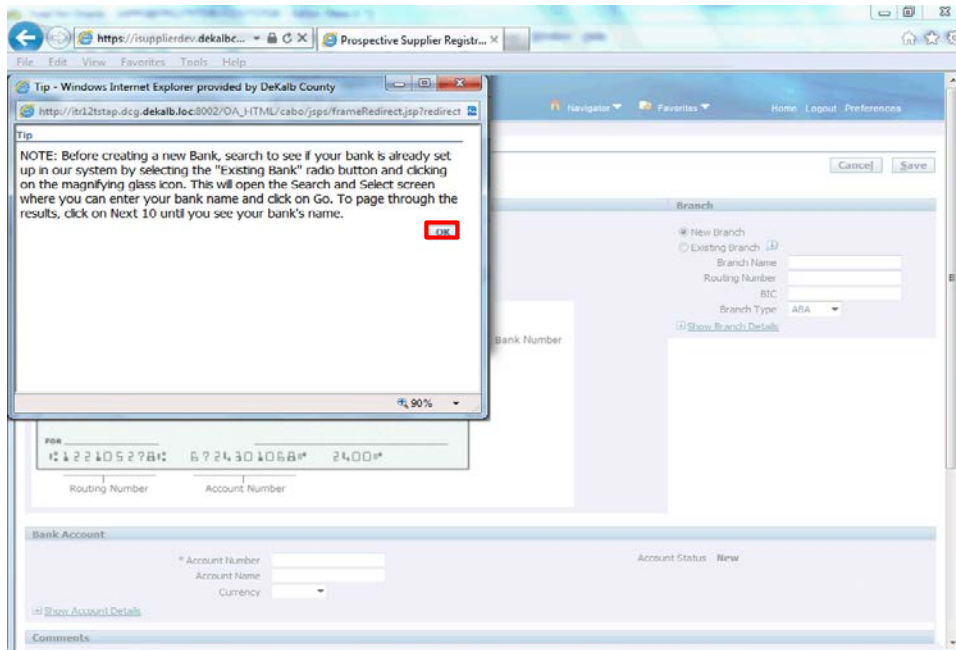 https://isupplierdev.dekalbc...
Prospective Supplier Registr...
File Edit View Favorites Tools Help
Tip - Windows Internet Explorer provided by DeKalb County
http://itr12tstap.dcg.dekalb.loc:8002/OA_HTML/cabo/jsps/frameRedirect.jsp?redirect
Navigator Favorites Home Logout Preferences
Tip
NOTE: Before creating a new Bank, search to see if your bank is already set
up in our system by selecting the "Existing Bank" radio button and clicking
on the magnifying glass icon. This will open the Search and Select screen
where you can enter your bank name and click on Go. To page through the
results, click on Next 10 until you see your bank's name.
OK
Cancel Save
Branch
New Branch
Existing Branch
Branch Name
Routing Number
BIC
Branch Type ABA
Show Branch Details
Bank Number
90%
FOR
122105278 6724301068 2400
Routing Number Account Number
Bank Account
* Account Number
Account Status New
Account Name
Currency
Show Account Details
Comments